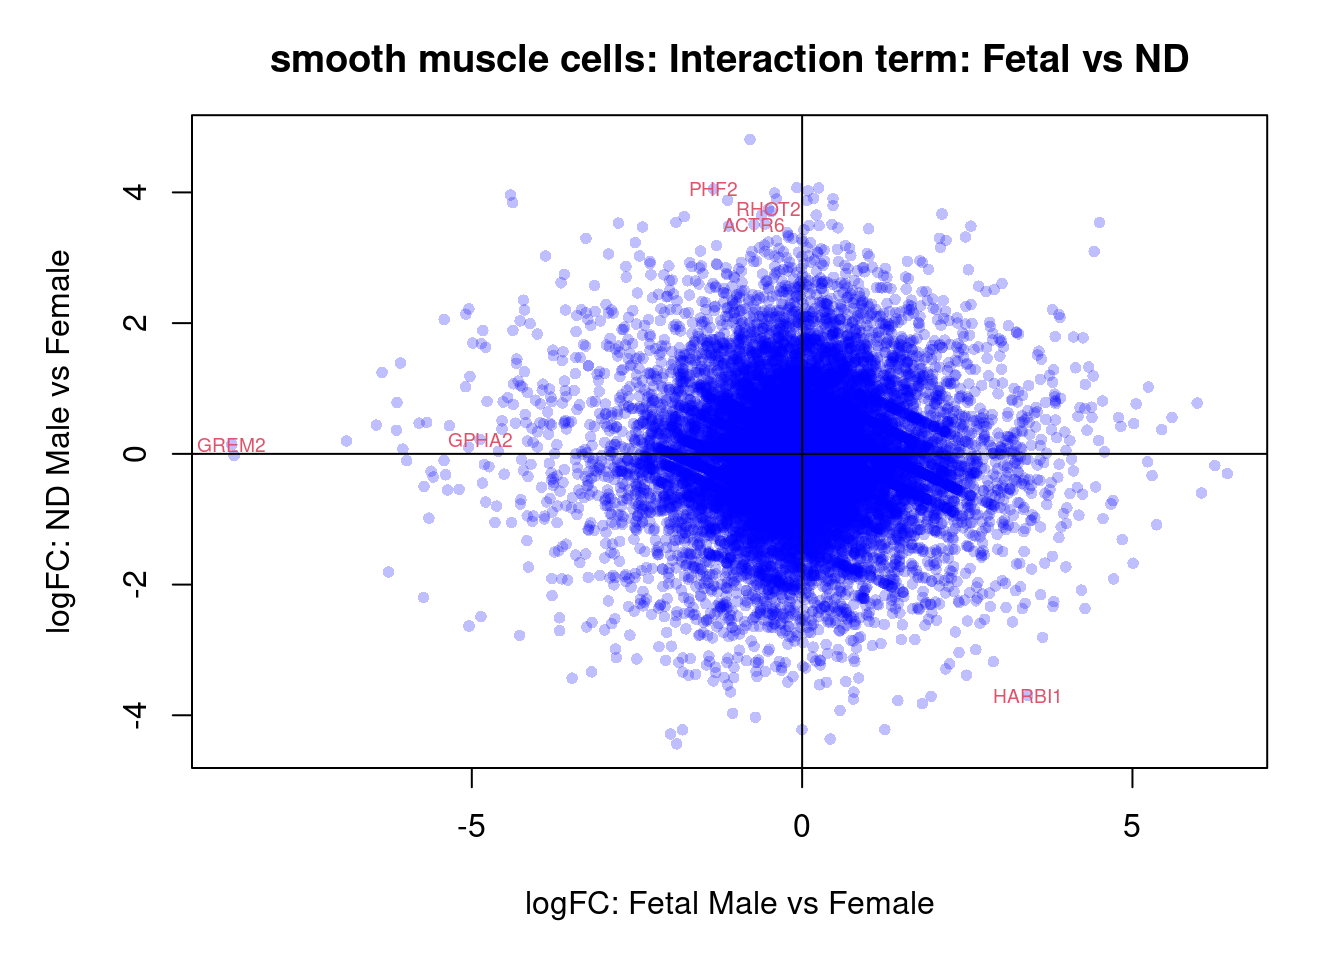 smooth muscle cells: Interaction term: Fetal vs ND
logFC: ND Male vs Female
4
2
0
-2
-4
PHF2
RHOT2
ACTR6
GREM2
GPHA2
HARBI1
-5
0
5
logFC: Fetal Male vs Female